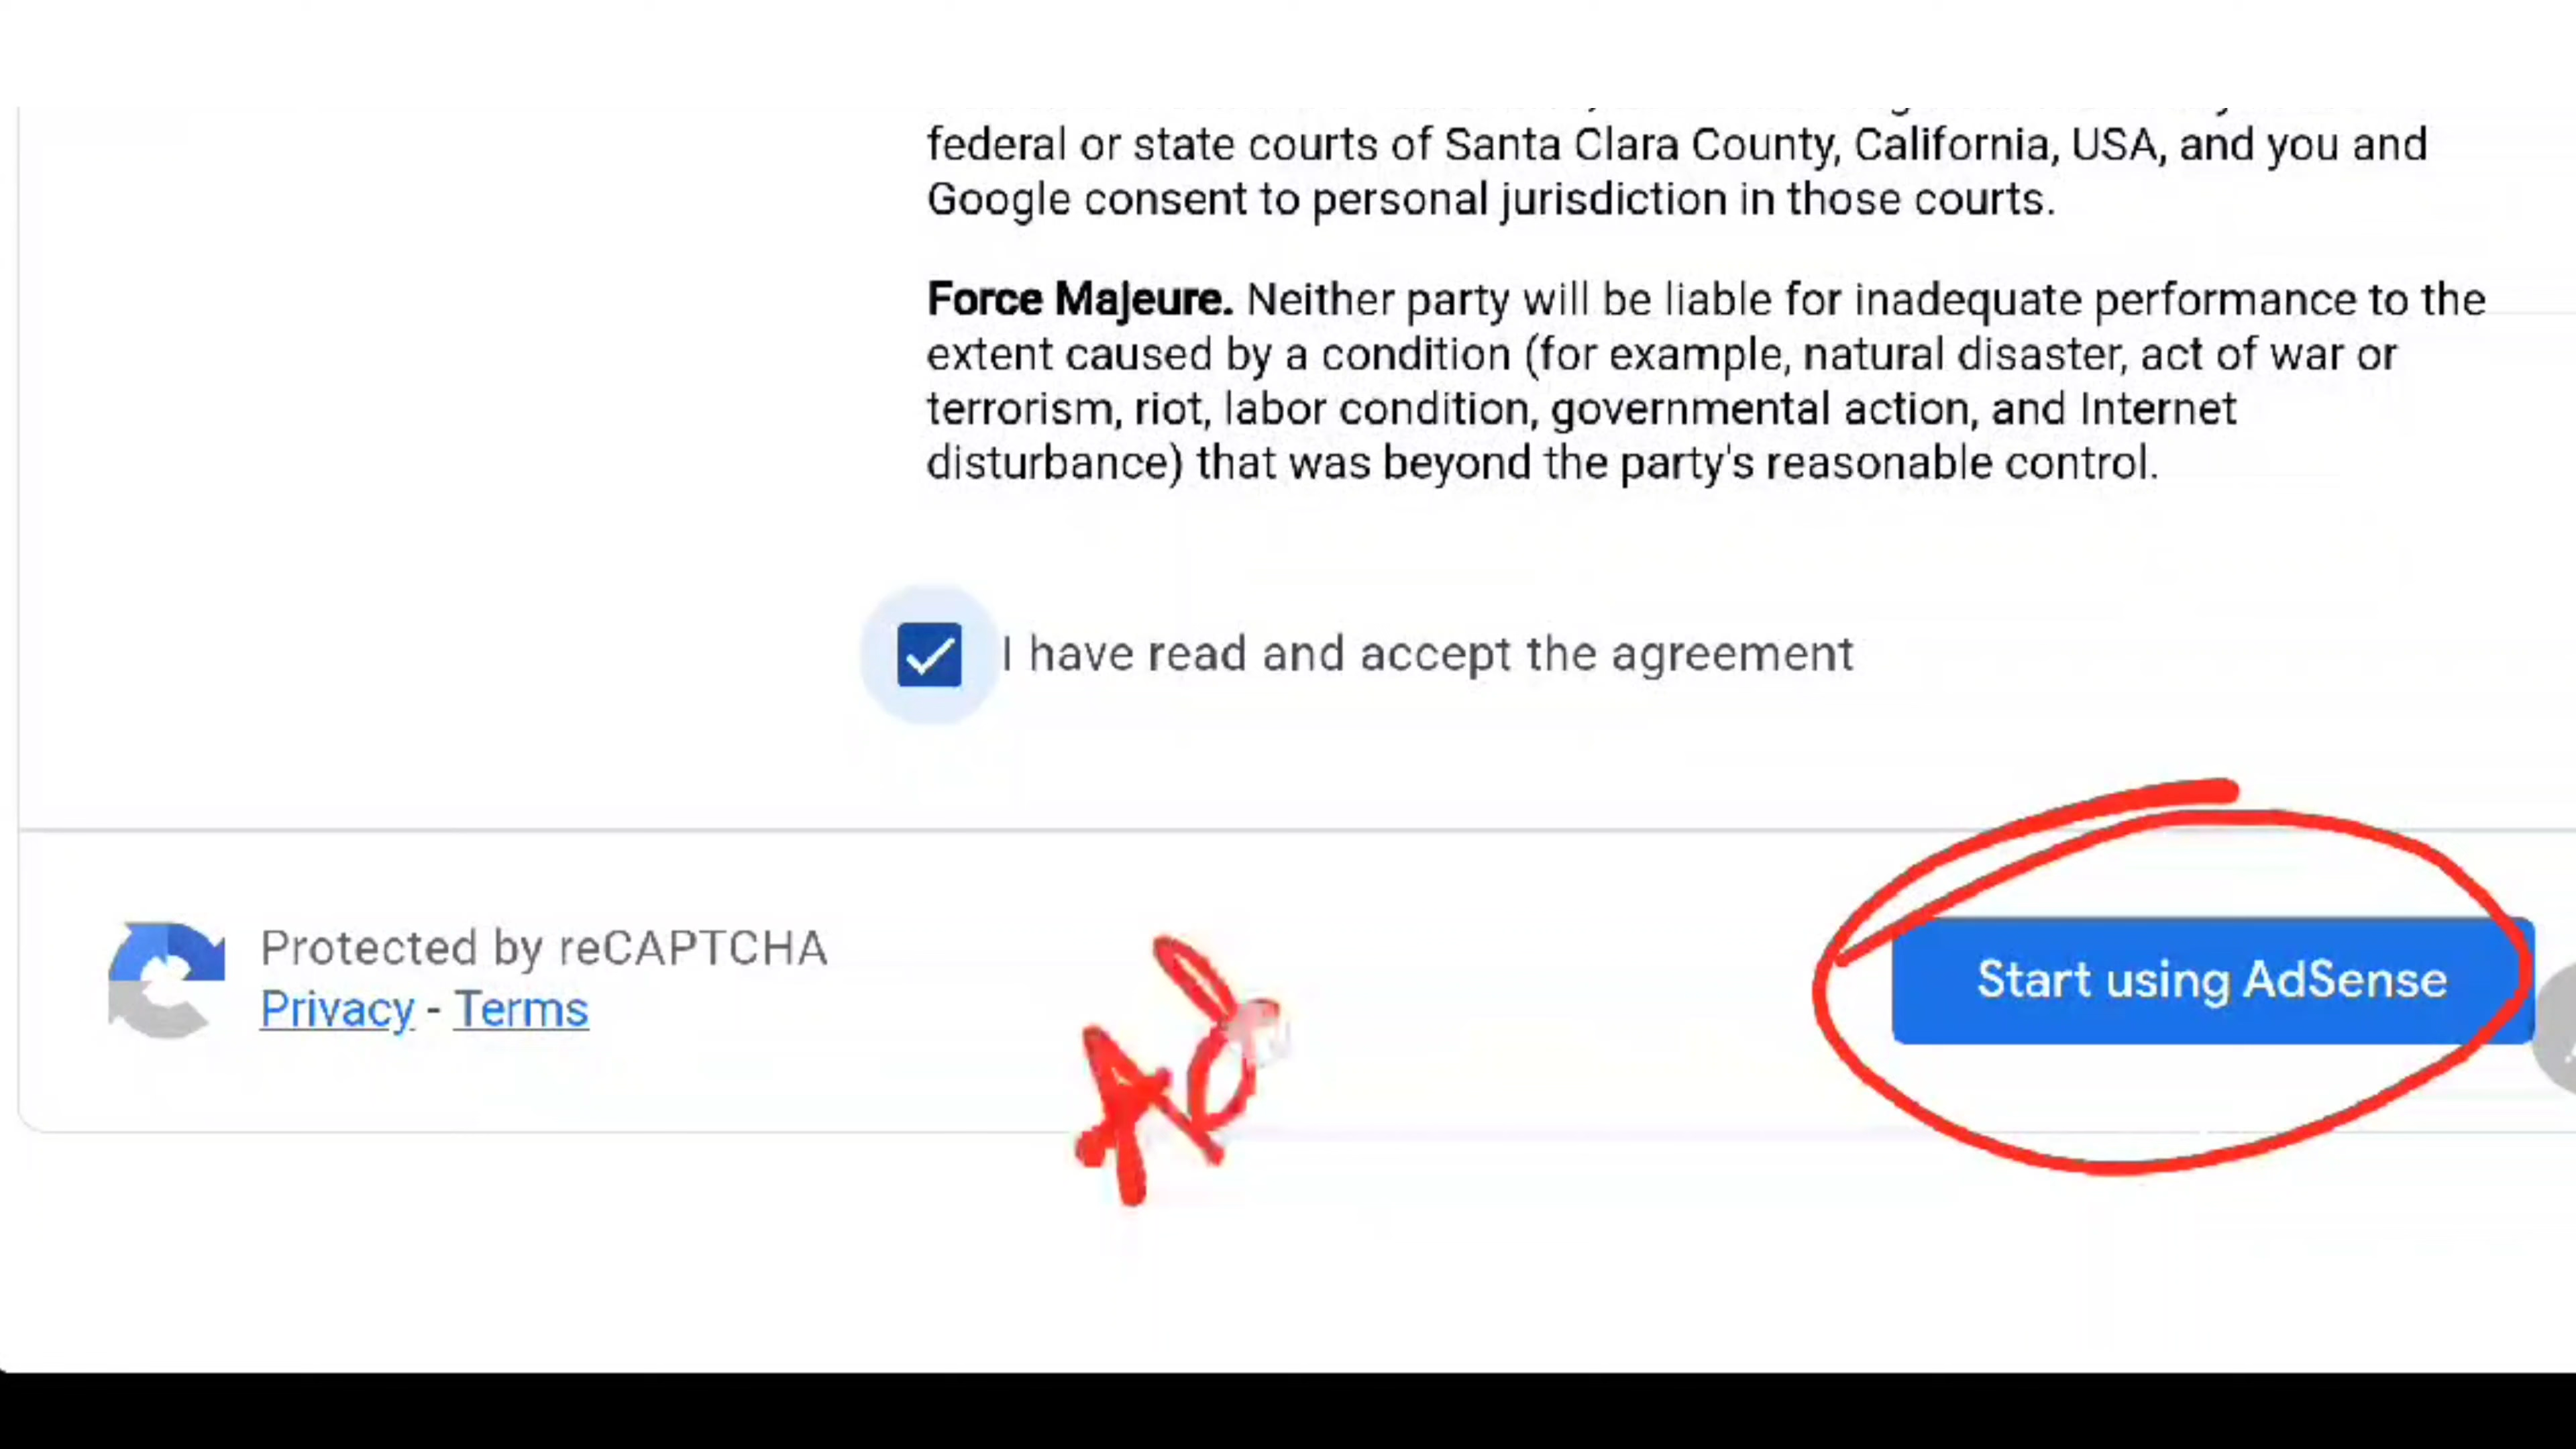 federal or state courts of Santa Clara County, California, USA, and you and
Google consent to personal jurisdiction in those courts.
Force Majeure. Neither party will be liable for inadequate performance to the
extent caused by a condition (for example, natural disaster, act of war or
terrorism, riot, labor condition, governmental action, and Internet
disturbance) that was beyond the party's reasonable control.
I have read and accept the agreement
Protected by reCAPTCHA
Privacy - Terms
Start using AdSense